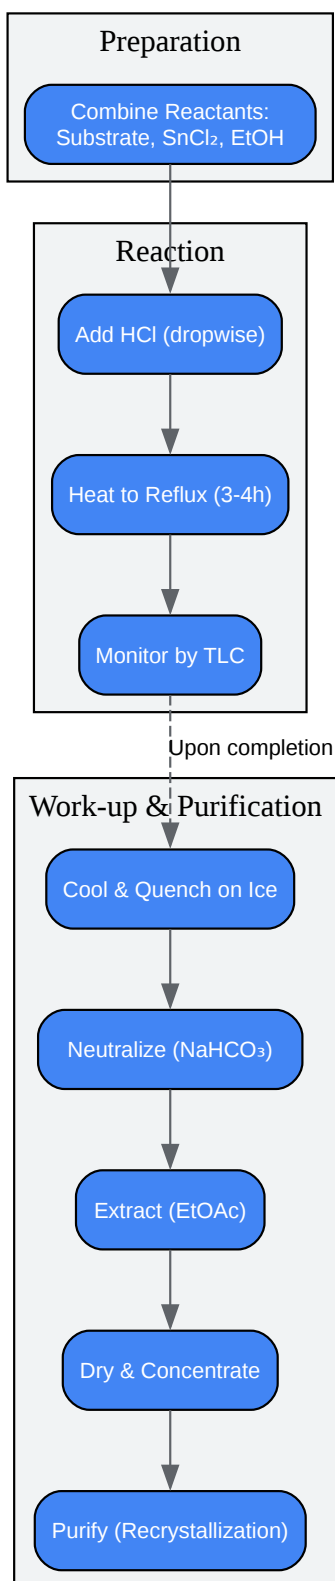 Preparation
Combine Reactants:
Substrate, SnCl₂, EtOH
Reaction
Add HCl (dropwise)
Heat to Reflux (3-4h)
Monitor by TLC
Upon completion
Work-up & Purification
Cool & Quench on Ice
Neutralize (NaHCO₃)
Extract (EtOAc)
Dry & Concentrate
Purify (Recrystallization)